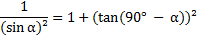 1/(sin α)² = 1 + (tan(90° − α))²